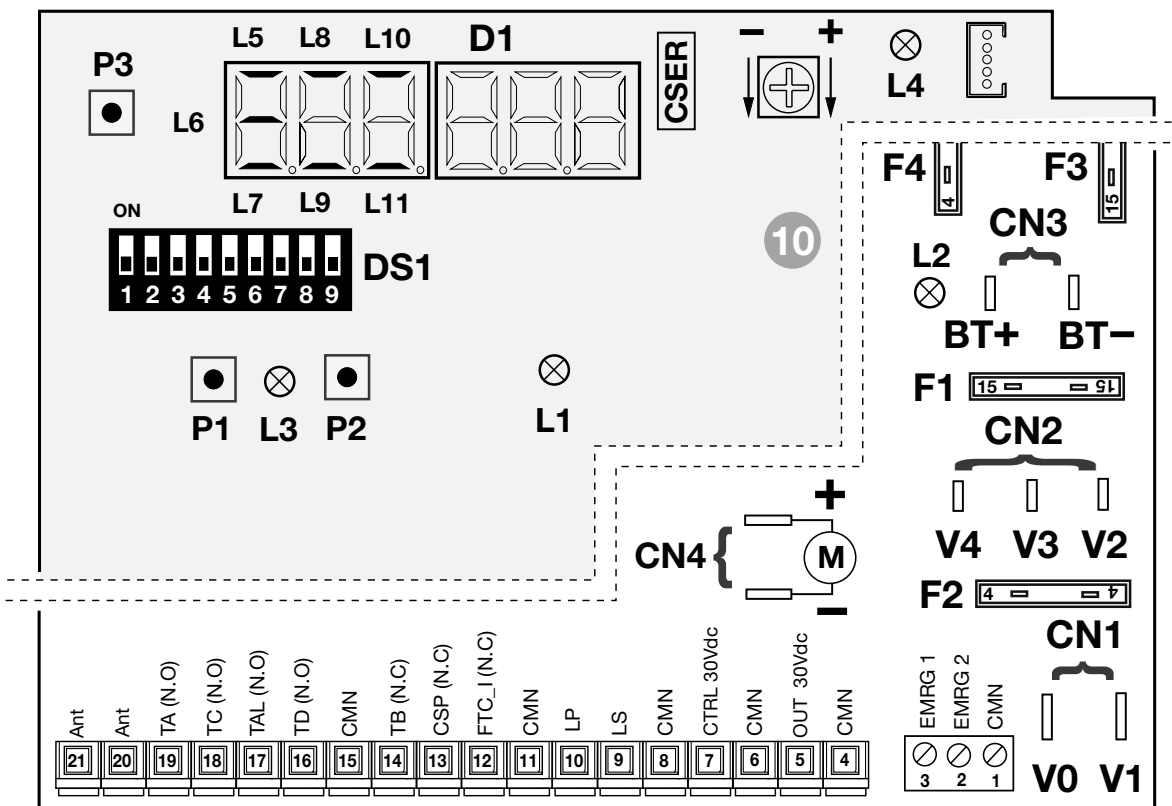 L5 L8 L10 D1
CSER
- +
L4
P3
L6
L7 L9 L11
ON
DS1
1 2 3 4 5 6 7 8 9
10
F4 4
F3 15
CN3
L2
BT+ BT-
F1 15 15
CN2
V4 V3 V2
P1 L3 P2
L1
CN4
+
M
-
F2 4 4
CN1
V0 V1
EMRG 1
EMRG 2
CMN
3 2 1
Ant
Ant
TA (N.O)
TC (N.O)
TAL (N.O)
TD (N.O)
CMN
TB (N.C)
CSP (N.C)
FTC_I (N.C)
CMN
LP
LS
CMN
CTRL 30Vdc
CMN
OUT 30Vdc
CMN
21 20 19 18 17 16 15 14 13 12 11 10 9 8 7 6 5 4